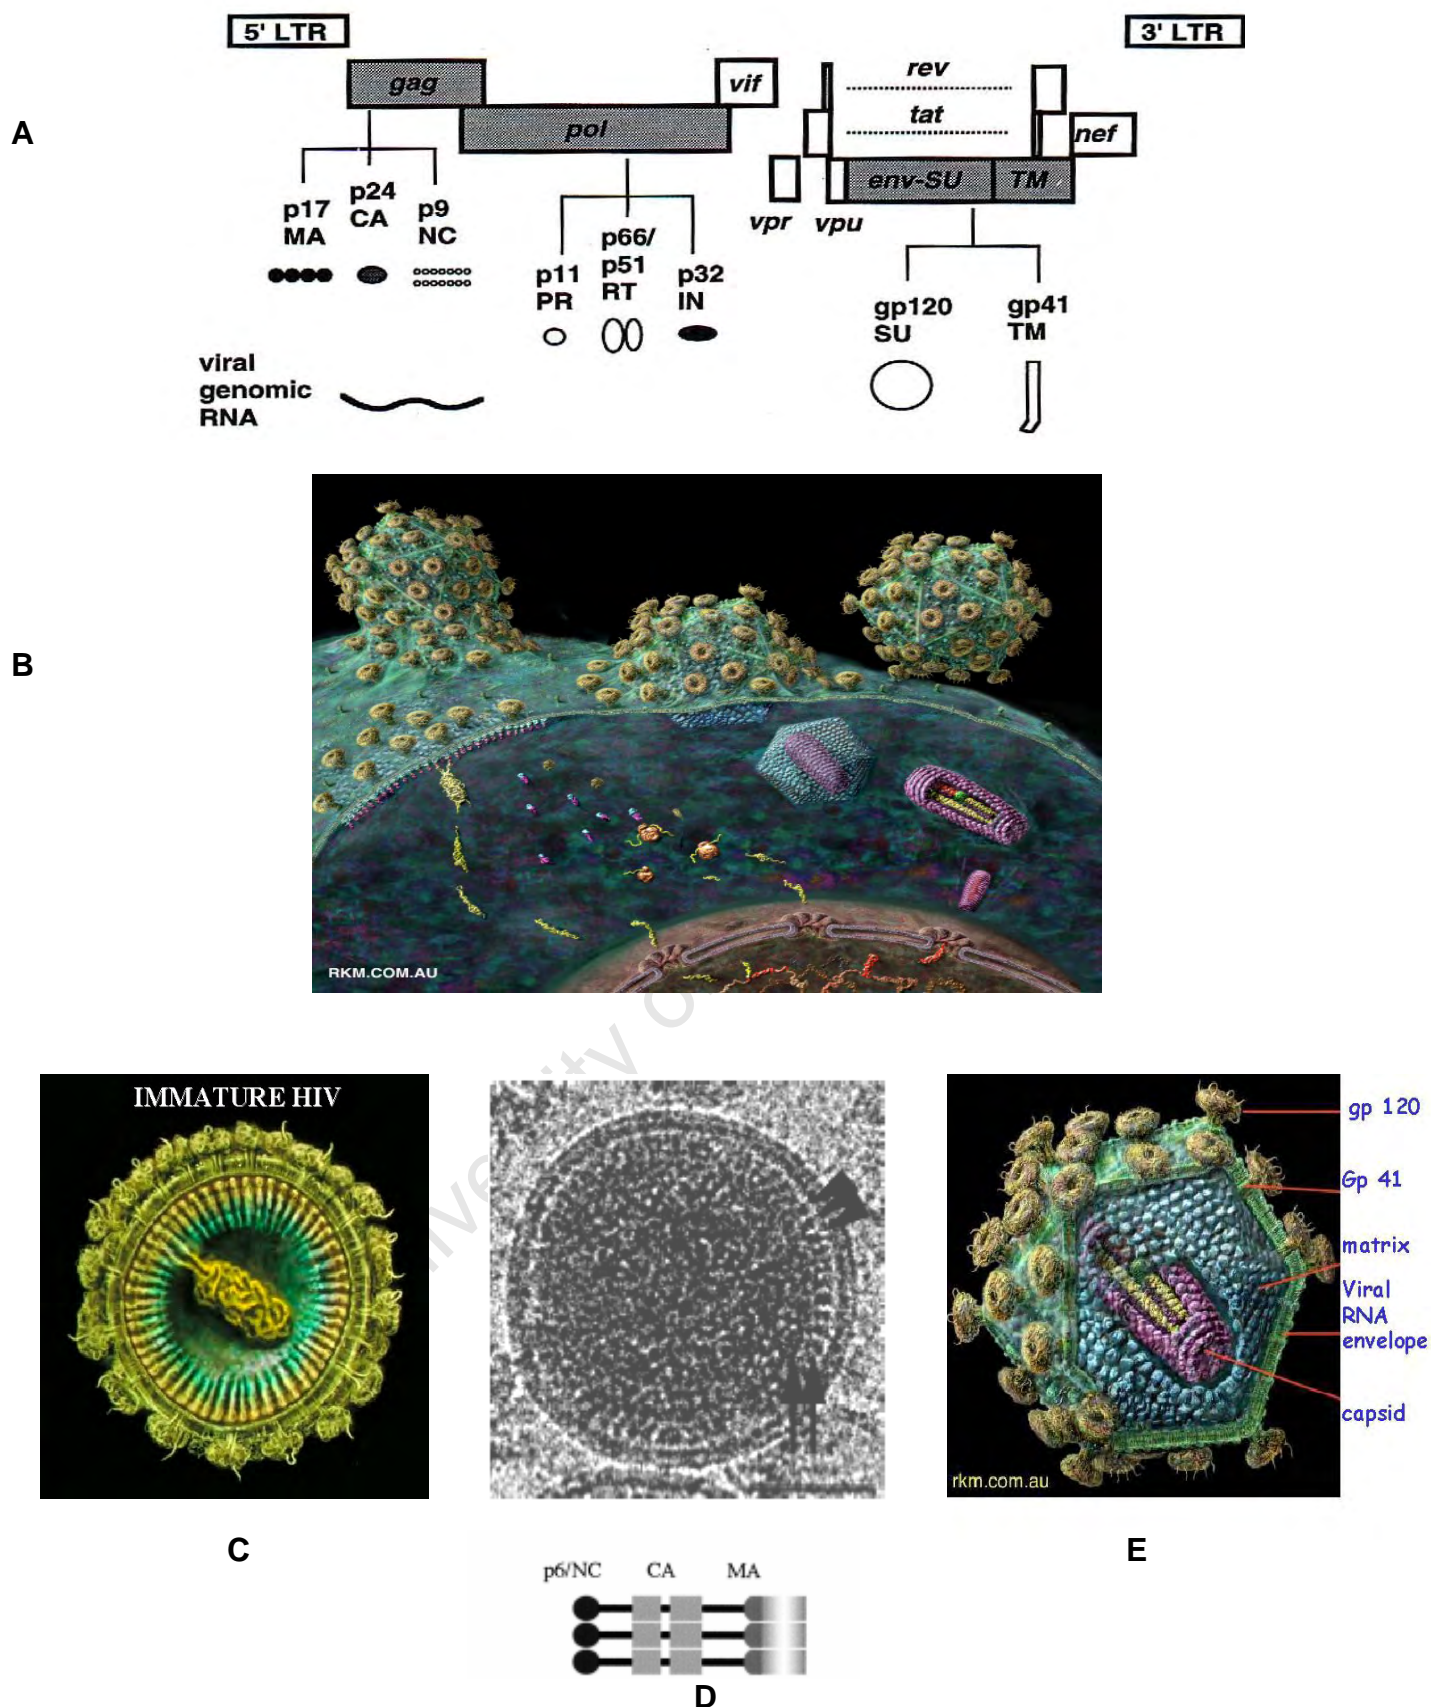 5' LTR
3' LTR
gag
vif
rev
A
pol
tat
nef
env-SU
TM
p17
MA
p24
CA
p9
NC
vpr
vpu
p11
PR
p66/
p51
RT
p32
IN
gp120
SU
gp41
TM
viral
genomic
RNA
B
RKM.COM.AU
IMMATURE HIV
gp 120
Gp 41
matrix
Viral
RNA
envelope
capsid
rkm.com.au
C
E
p6/NC
CA
MA
D